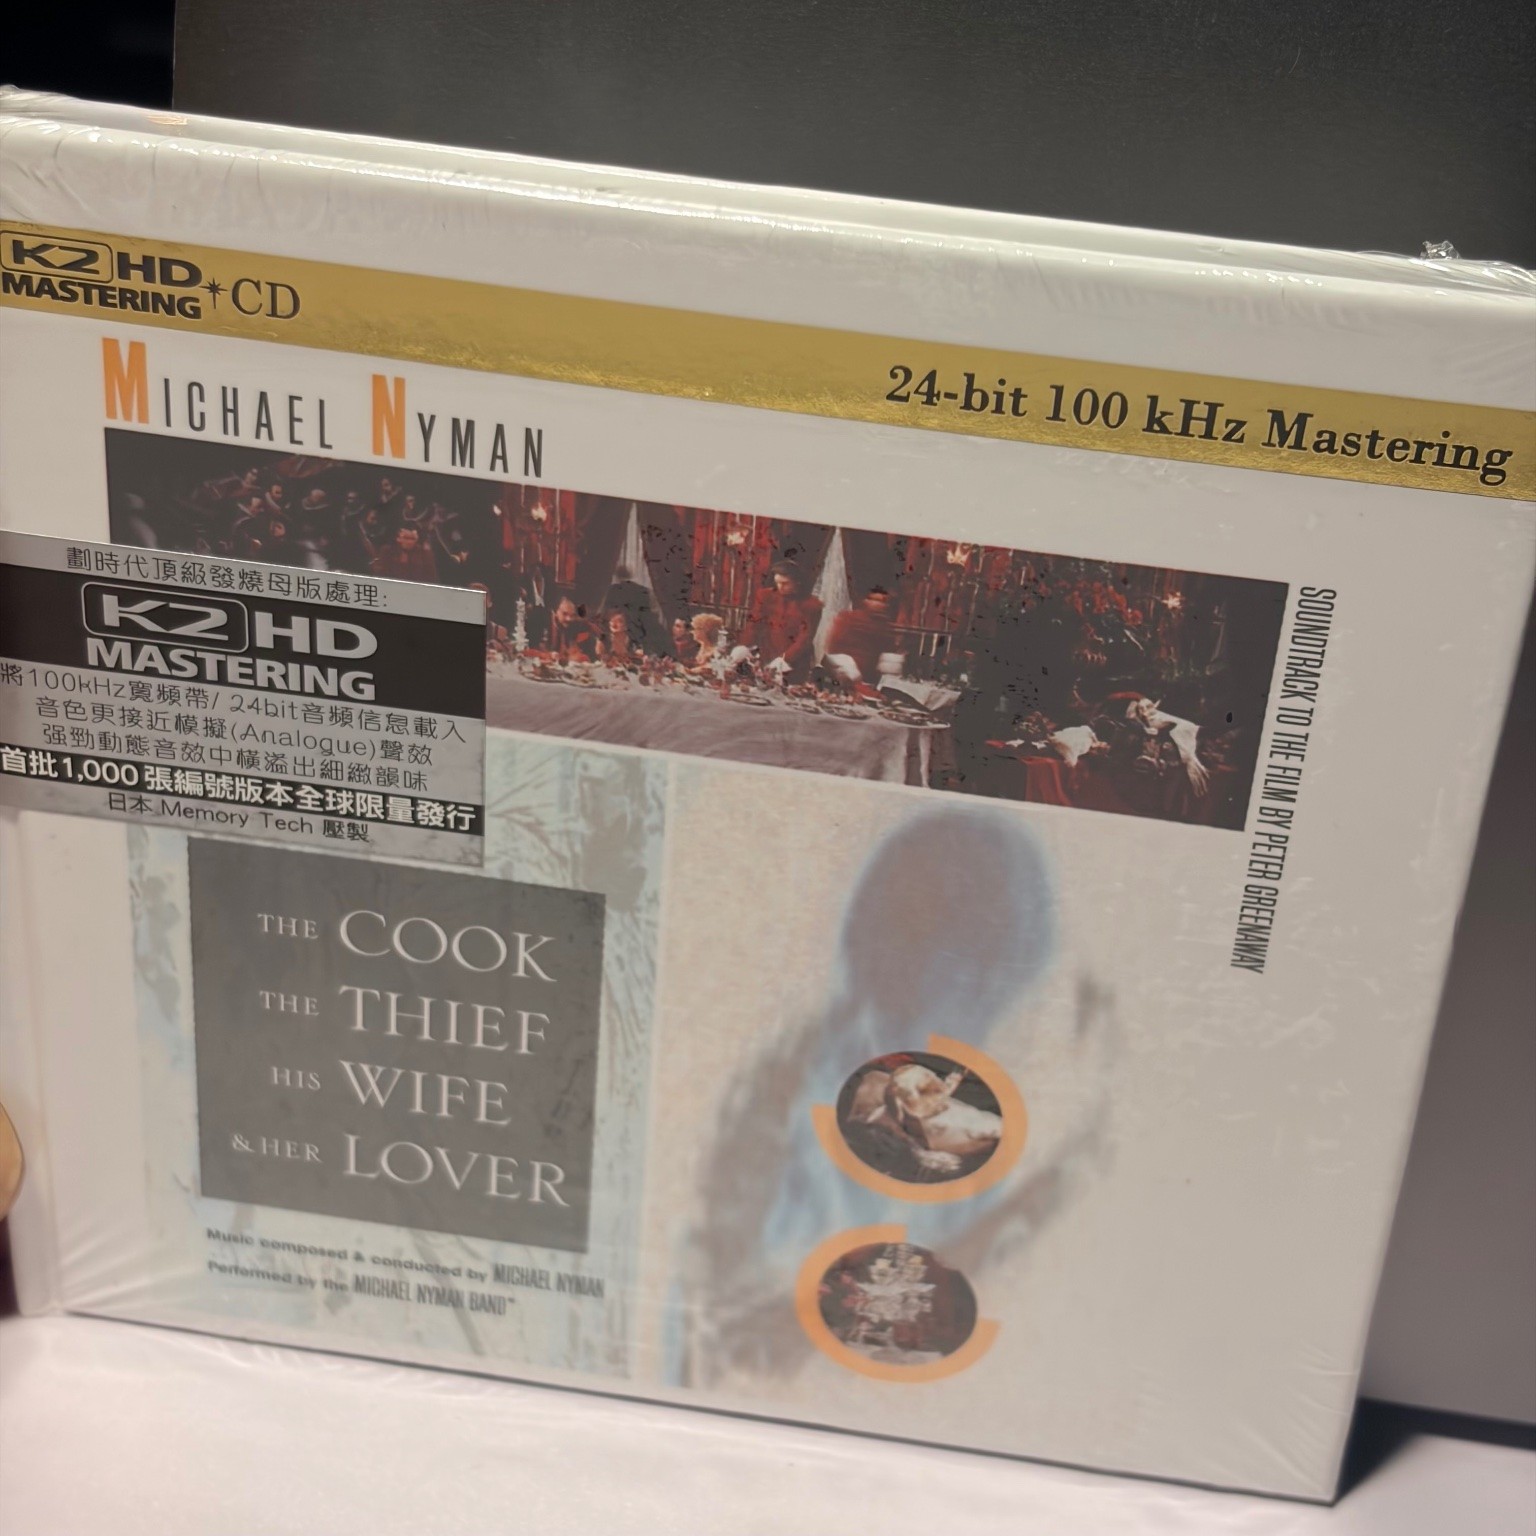 K2 HD
MASTERING
CD
24-bit 100 kHz Mastering
MICHAEL NYMAN
SOUNDTRACK TO THE FILM BY PETER GREENAWAY
劃時代頂級發燒母版處理:
K2 HD
MASTERING
將100kHz寬頻帶/ 24bit音頻信息載入
音色更接近模擬(Analogue)聲效
强勁動態音效中橫溢出細緻韻味
首批1,000張編號版本全球限量發行
日本 Memory Tech 壓製
THE COOK
THE THIEF
HIS WIFE
& HER LOVER
Music composed & conducted by MICHAEL NYMAN
Performed by the MICHAEL NYMAN BAND